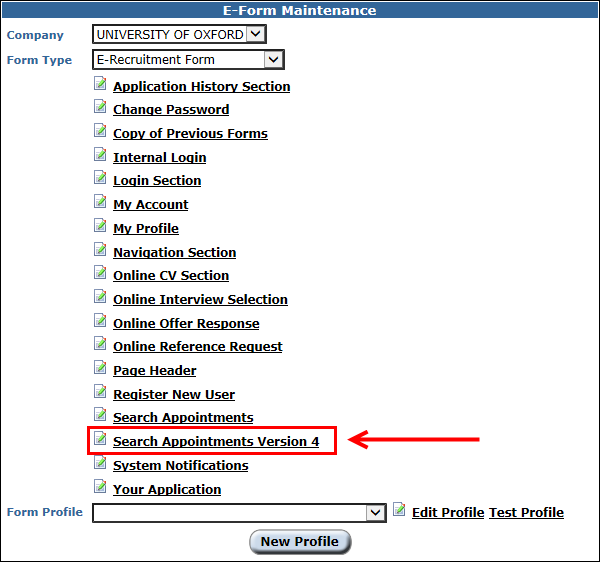 E-Form Maintenance
Company UNIVERSITY OF OXFORD
Form Type E-Recruitment Form
Application History Section
Change Password
Copy of Previous Forms
Internal Login
Login Section
My Account
My Profile
Navigation Section
Online CV Section
Online Interview Selection
Online Offer Response
Online Reference Request
Page Header
Register New User
Search Appointments
Search Appointments Version 4
System Notifications
Your Application
Form Profile Edit Profile Test Profile
New Profile